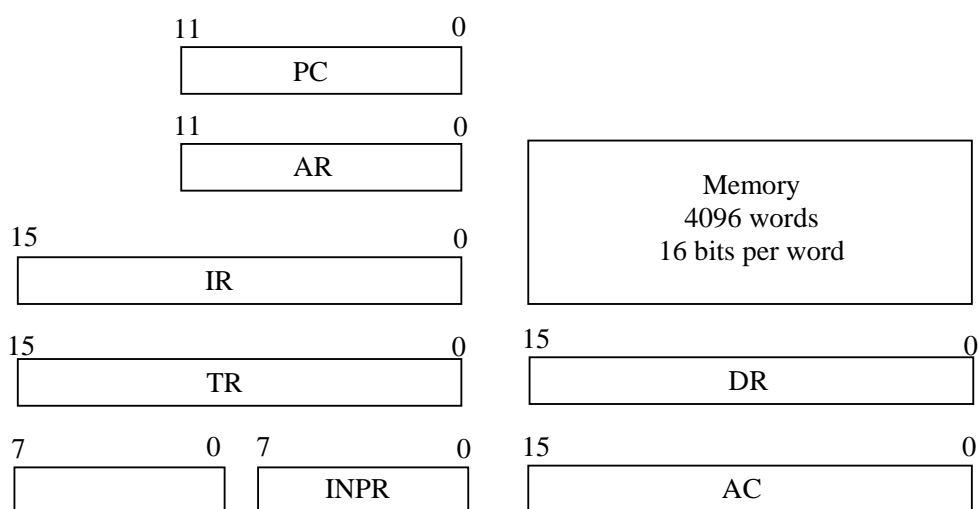 11 0
PC
11 0
AR
Memory
4096 words
16 bits per word
15 0
IR
15 0
TR
15 0
DR
7 0
7 0
INPR
15 0
AC